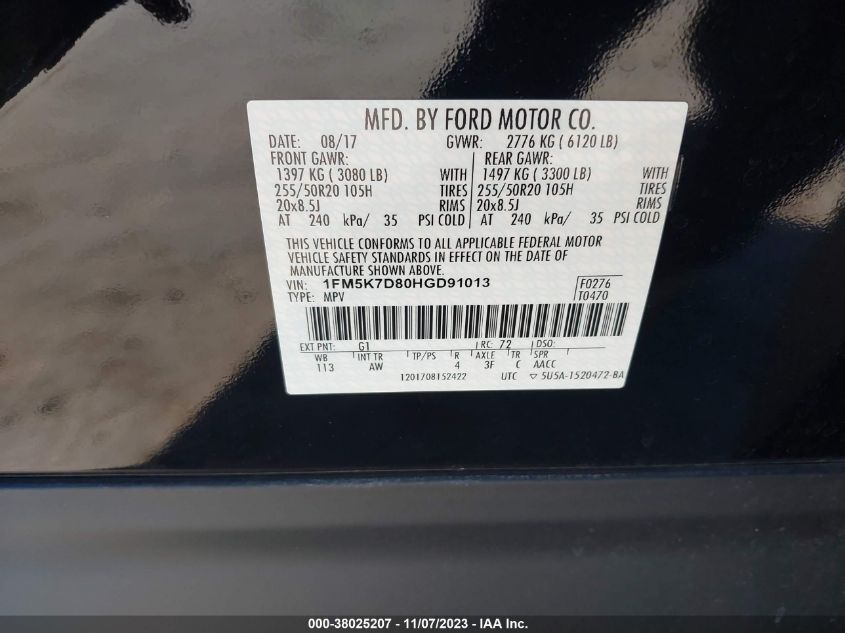 MFD. BY FORD MOTOR CO.
DATE: 08/17 GVWR: 2776 KG ( 6120 LB)
FRONT GAWR: REAR GAWR:
1397 KG ( 3080 LB) WITH 1497 KG ( 3300 LB) WITH
255/50R20 105H TIRES 255/50R20 105H TIRES
20x8.5J RIMS 20x8.5J RIMS
AT 240 kPa/ 35 PSI COLD AT 240 kPa/ 35 PSI COLD
THIS VEHICLE CONFORMS TO ALL APPLICABLE FEDERAL MOTOR
VEHICLE SAFETY STANDARDS IN EFFECT ON THE DATE OF
MANUFACTURE SHOWN ABOVE.
VIN: 1FM5K7D80HGD91013 F0276
TYPE: MPV T0470
EXT PNT: G1 RC: 72 DSO:
WB INT TR TP/PS R AXLE TR SPR
113 AW 4 3F C AACC
1201708152422 UTC ▽ 5U5A-1520472-BA
000-38025207 - 11/07/2023 - IAA Inc.